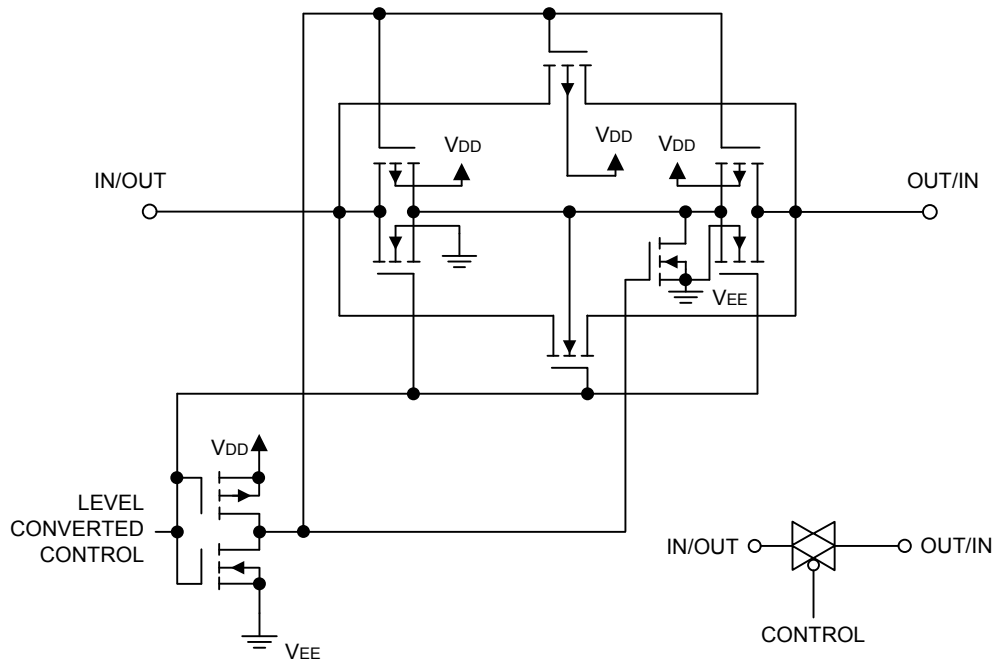 VDD
VDD
VDD
IN/OUT
OUT/IN
VEE
VDD
LEVEL
CONVERTED
CONTROL
IN/OUT
OUT/IN
CONTROL
VEE